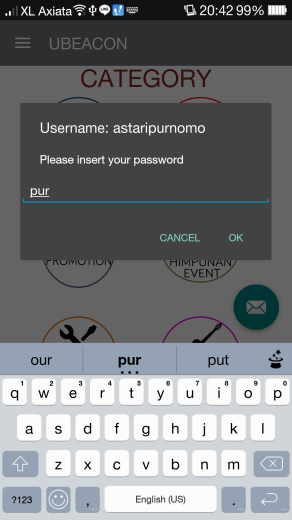 XL Axiata 20:42 99%
UBEACON
CATEGORY
Username: astaripurnomo
Please insert your password
pur
CANCEL OK
PROMOTION
HIMPUNAN
EVENT
our pur put
q 1 w 2 e 3 r 4 t 5 y 6 u 7 i 8 o 9 p 0
a s d f g h j k l
z x c v b n m
?123 , English (US) .